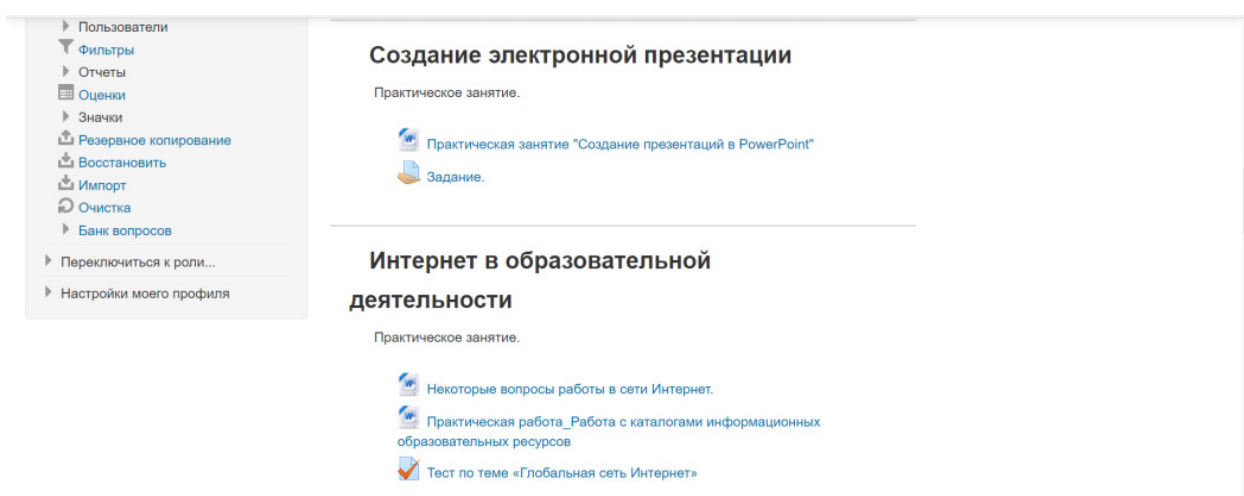 Пользователи
Фильтры
Отчеты
Оценки
Значки
Резервное копирование
Восстановить
Импорт
Очистка
Банк вопросов
Переключиться к роли...
Настройки моего профиля
Создание электронной презентации
Практическое занятие.
Практическая занятие "Создание презентаций в PowerPoint"
Задание.
Интернет в образовательной
деятельности
Практическое занятие.
Некоторые вопросы работы в сети Интернет.
Практическая работа_Работа с каталогами информационных
образовательных ресурсов
Тест по теме «Глобальная сеть Интернет»